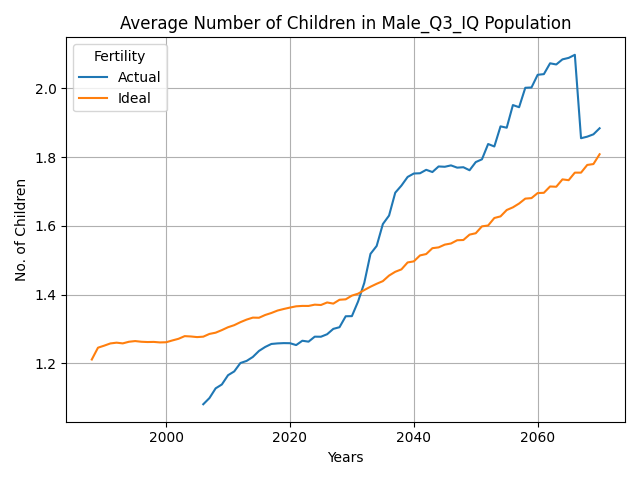 Average Number of Children in Male_Q3_IQ Population
Fertility
Actual
Ideal
No. of Children
2.0
1.8
1.6
1.4
1.2
2000 2020 2040 2060
Years